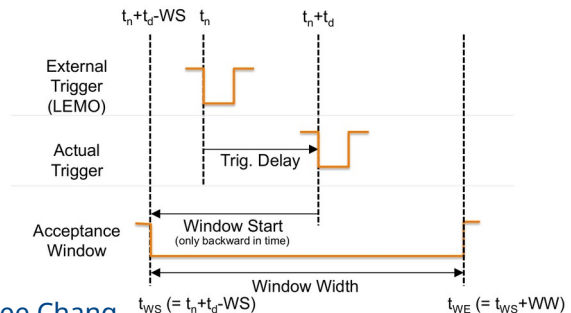 tn+td-WS tn tn+td
External
Trigger
(LEMO)
Actual
Trigger
Trig. Delay
Acceptance
Window
Window Start
(only backward in time)
Window Width
Chang
tWS (= tn+td-WS)
tWE (= tWS+WW)